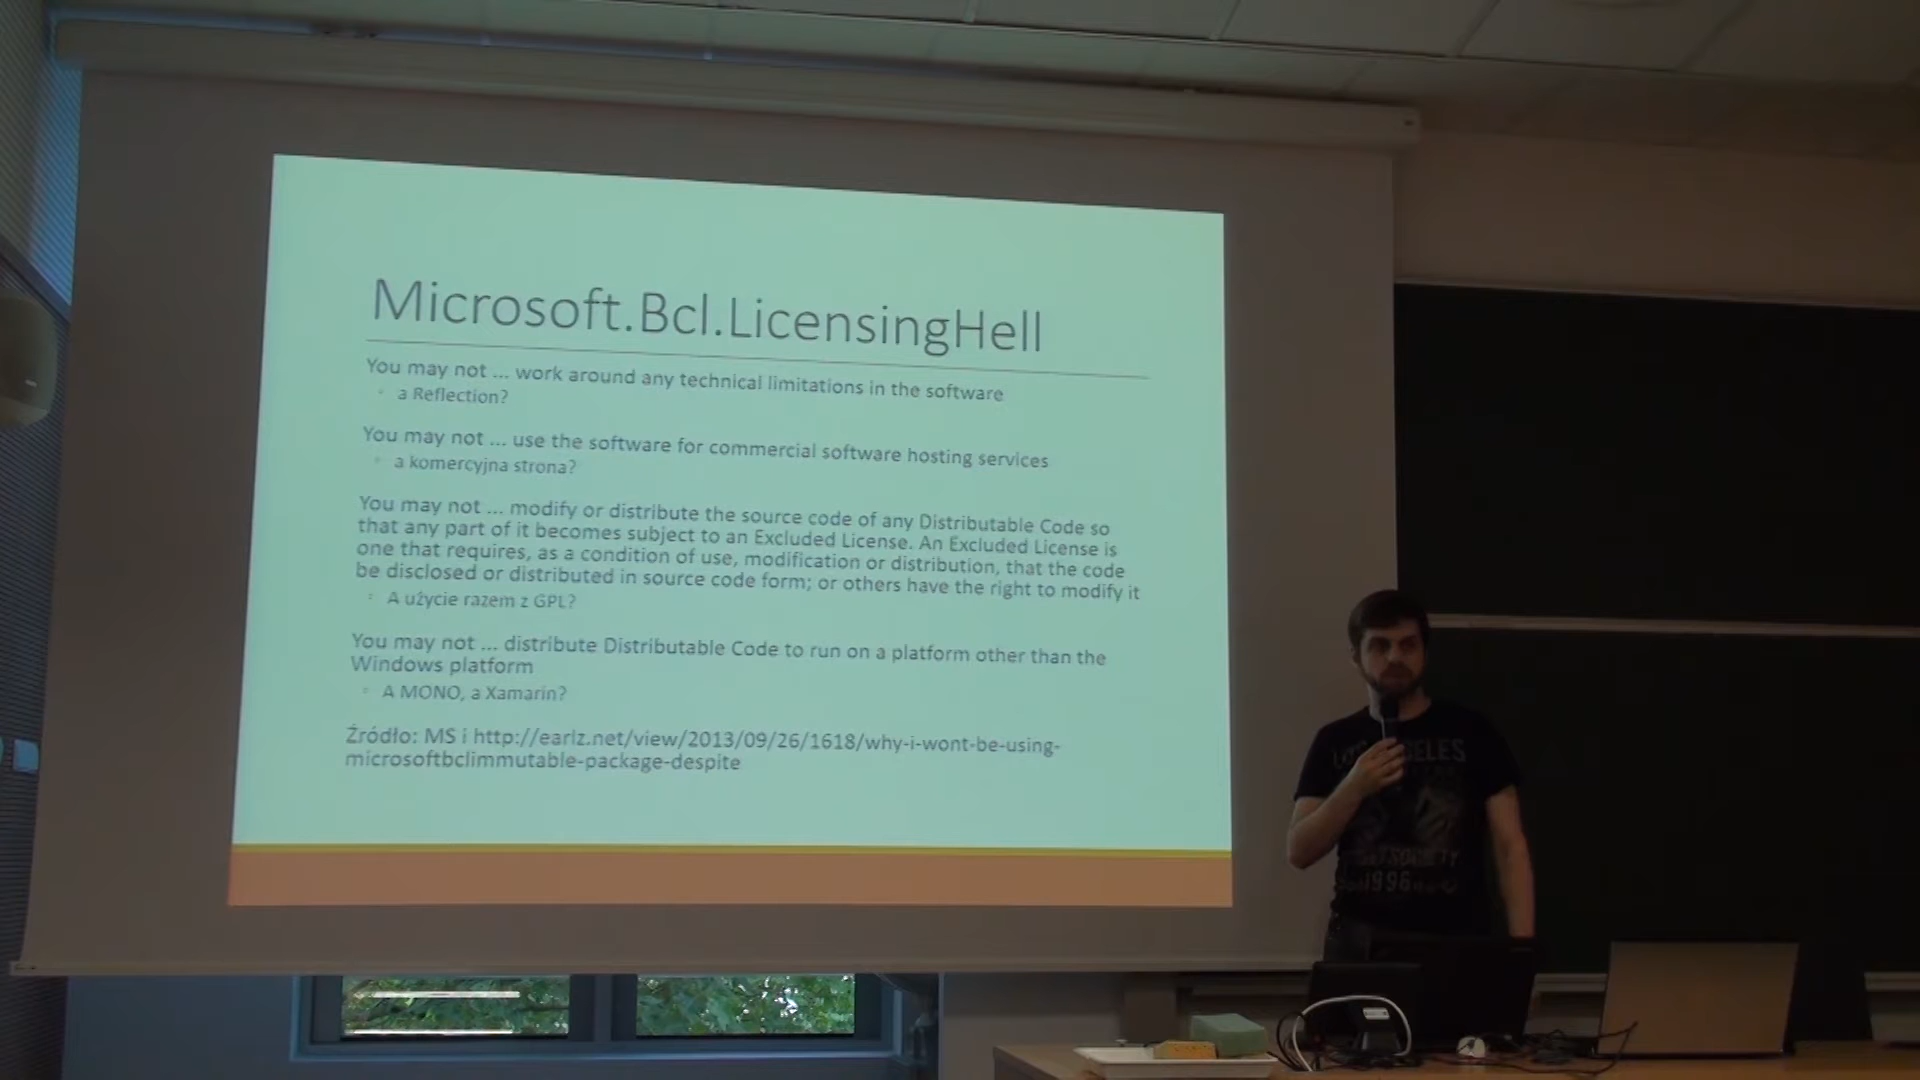 Microsoft.Bcl.LicensingHell
You may not ... work around any technical limitations in the software
a Reflection?
You may not ... use the software for commercial software hosting services
a komercyjna strona?
You may not ... modify or distribute the source code of any Distributable Code so
that any part of it becomes subject to an Excluded License. An Excluded License is
one that requires, as a condition of use, modification or distribution, that the code
be disclosed or distributed in source code form; or others have the right to modify it
A użycie razem z GPL?
You may not ... distribute Distributable Code to run on a platform other than the
Windows platform
A MONO, a Xamarin?
Źródło: MS i http://earlz.net/view/2013/09/26/1618/why-i-wont-be-using-
microsoftbclimmutable-package-despite
1996